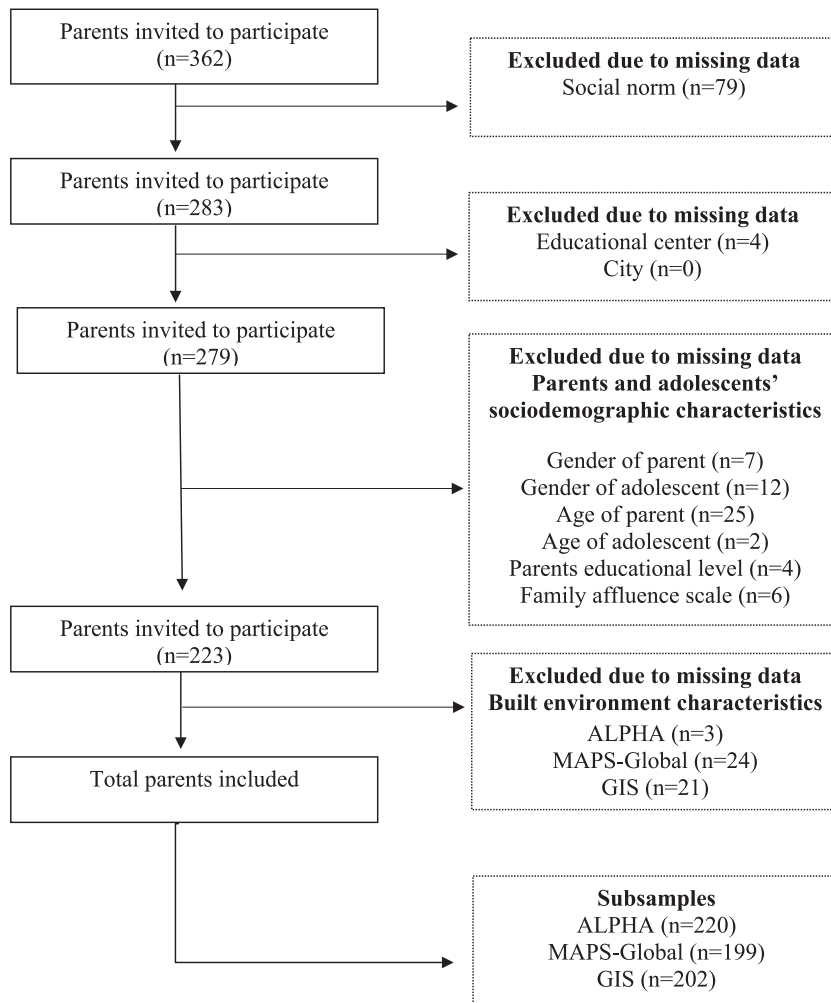 Parents invited to participate
(n=362)
Excluded due to missing data
Social norm (n=79)
Parents invited to participate
(n=283)
Excluded due to missing data
Educational center (n=4)
City (n=0)
Parents invited to participate
(n=279)
Excluded due to missing data
Parents and adolescents’
sociodemographic characteristics
Gender of parent (n=7)
Gender of adolescent (n=12)
Age of parent (n=25)
Age of adolescent (n=2)
Parents educational level (n=4)
Family affluence scale (n=6)
Parents invited to participate
(n=223)
Excluded due to missing data
Built environment characteristics
ALPHA (n=3)
MAPS-Global (n=24)
GIS (n=21)
Total parents included
Subsamples
ALPHA (n=220)
MAPS-Global (n=199)
GIS (n=202)